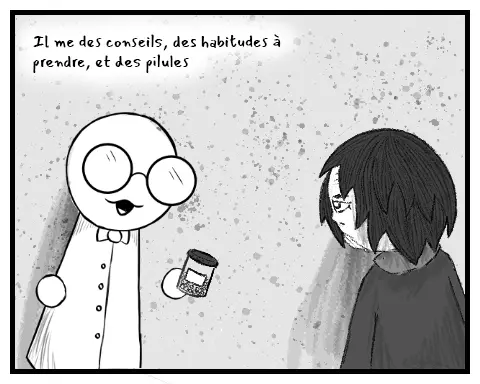 Il me des conseils, des habitudes à
prendre, et des pilules